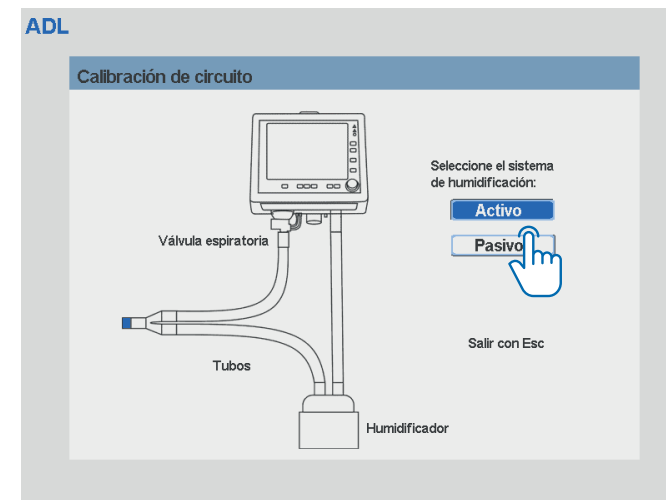 ADL
Calibración de circuito
Seleccione el sistema
de humidificación:
Activo
Válvula espiratoria
Pasivo
Salir con Esc
Tubos
Humidificador